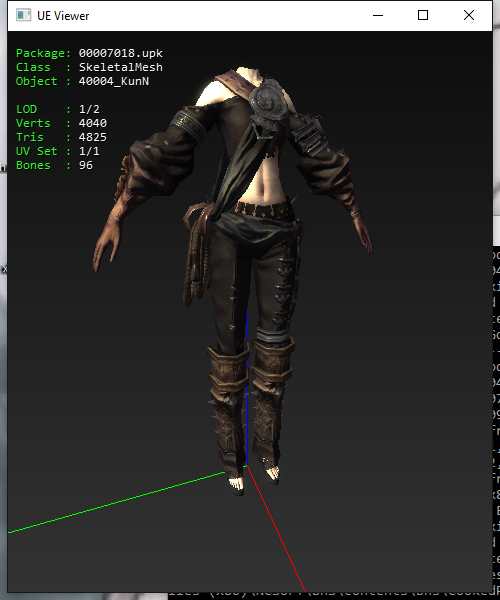 UE Viewer
Package: 00007018.upk
Class : SkeletalMesh
Object : 40004_KunN
LOD : 1/2
Verts : 4040
Tris : 4825
UV Set : 1/1
Bones : 96